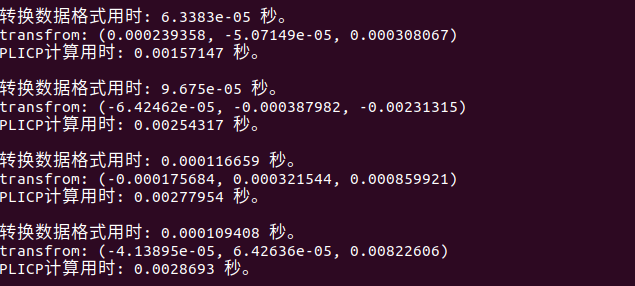 转换数据格式用时: 6.3383e-05 秒。
transfrom: (0.000239358, -5.07149e-05, 0.000308067)
PLICP计算用时: 0.00157147 秒。
转换数据格式用时: 9.675e-05 秒。
transfrom: (-6.42462e-05, -0.000387982, -0.00231315)
PLICP计算用时: 0.00254317 秒。
转换数据格式用时: 0.000116659 秒。
transfrom: (-0.000175684, 0.000321544, 0.000859921)
PLICP计算用时: 0.00277954 秒。
转换数据格式用时: 0.000109408 秒。
transfrom: (-4.13895e-05, 6.42636e-05, 0.00822606)
PLICP计算用时: 0.0028693 秒。